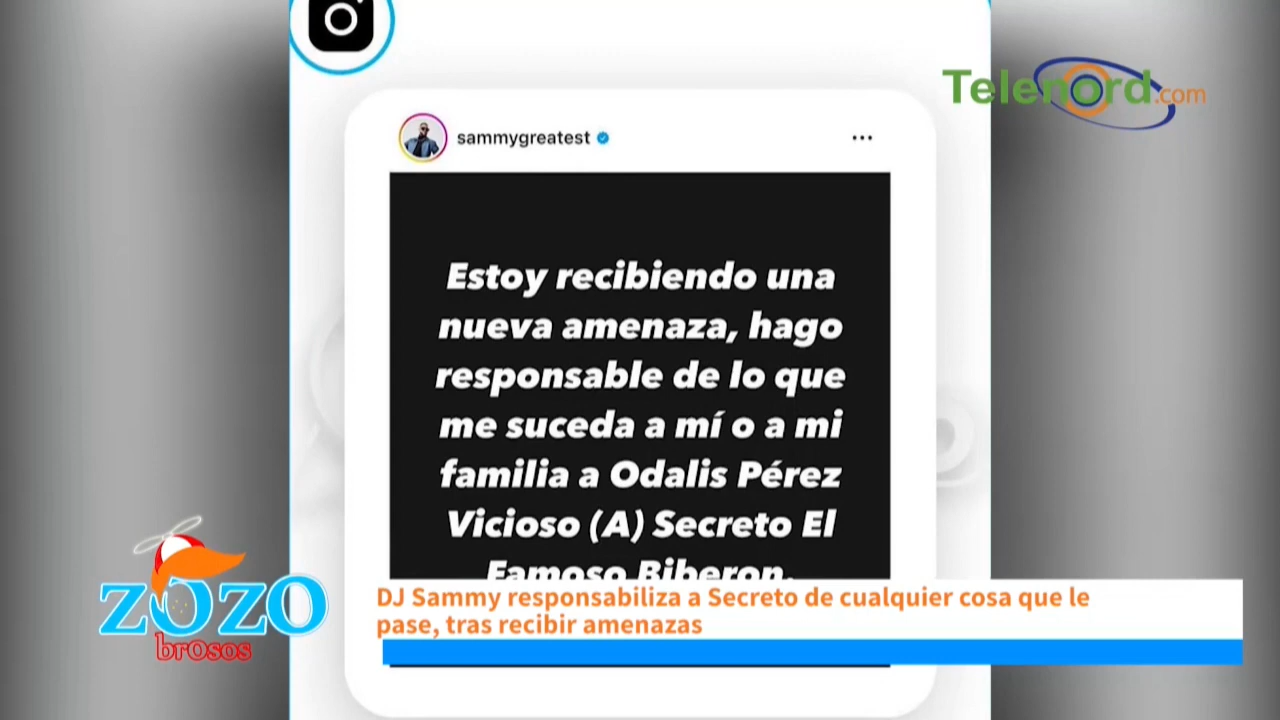 Telenord.com
sammygreatest
Estoy recibiendo una
nueva amenaza, hago
responsable de lo que
me suceda a mí o a mi
familia a Odalis Pérez
Vicioso (A) Secreto El
Famoso Biberon.
DJ Sammy responsabiliza a Secreto de cualquier cosa que le
pase, tras recibir amenazas
zOzO
brOsos